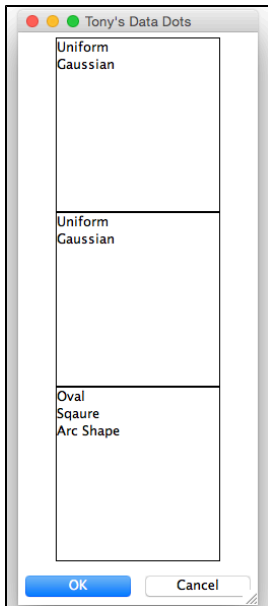 Tony's Data Dots
Uniform
Gaussian
Uniform
Gaussian
Oval
Sqaure
Arc Shape
OK Cancel